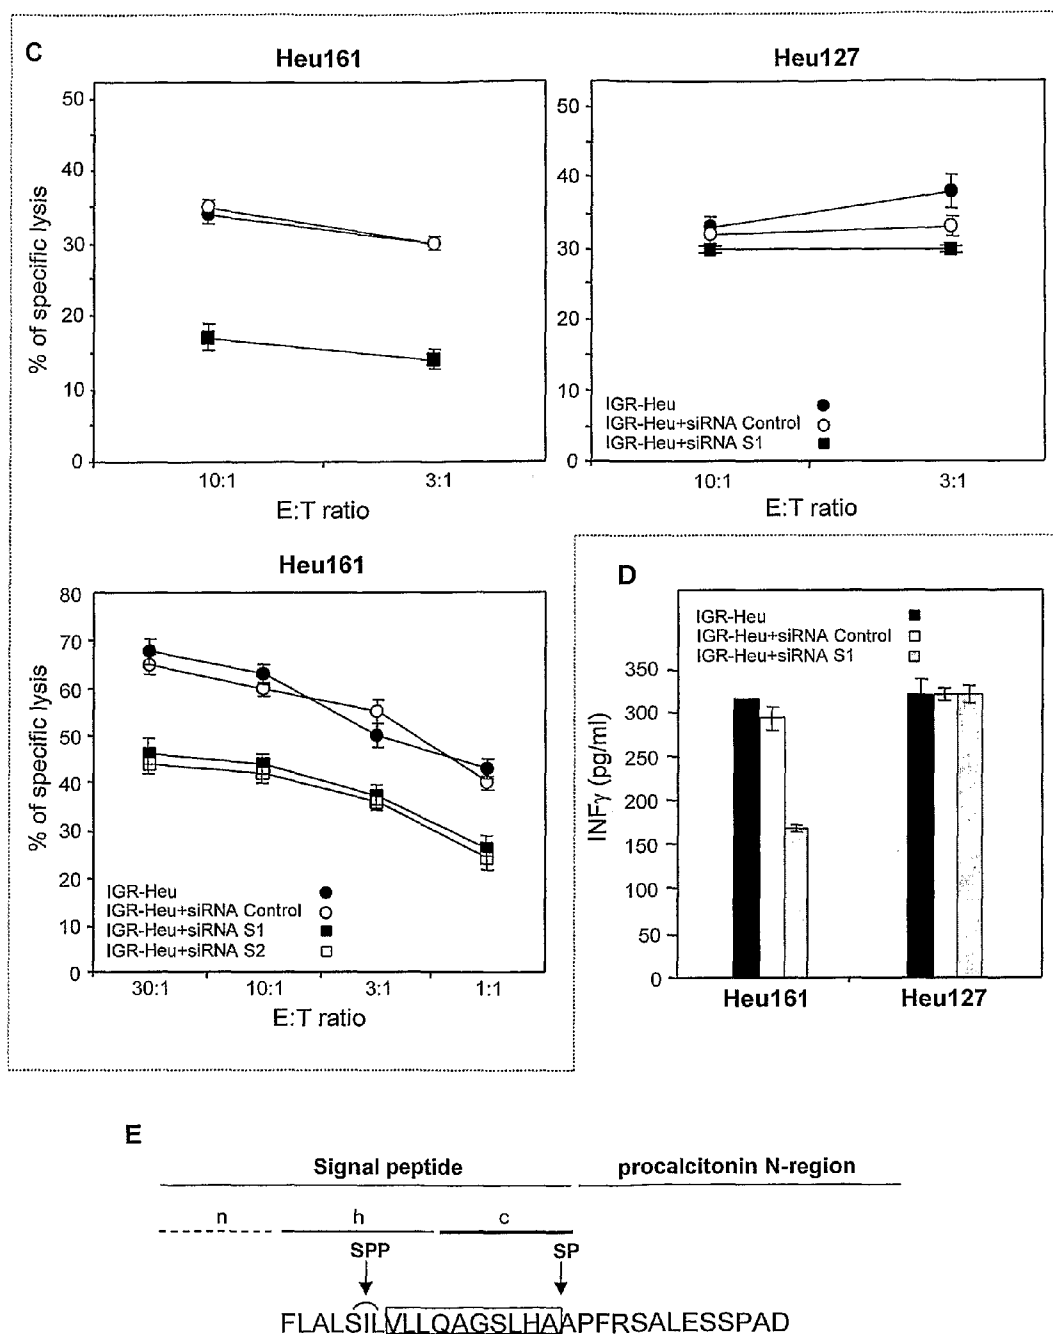 C
Heu161
50
40
30
20
10
0
% of specific lysis
10:1 3:1
E:T ratio
Heu127
50
40
30
20
10
0
IGR-Heu
IGR-Heu+siRNA Control
IGR-Heu+siRNA S1
10:1 3:1
E:T ratio
Heu161
80
70
60
50
40
30
20
10
0
% of specific lysis
IGR-Heu
IGR-Heu+siRNA Control
IGR-Heu+siRNA S1
IGR-Heu+siRNA S2
30:1 10:1 3:1 1:1
E:T ratio
D
IGR-Heu
IGR-Heu+siRNA Control
IGR-Heu+siRNA S1
350
300
250
200
150
100
50
0
INFγ (pg/ml)
Heu161 Heu127
E
Signal peptide procalcitonin N-region
n h c
SPP SP
FLALSILVLLQAGSLHAAPFRSALESSPAD